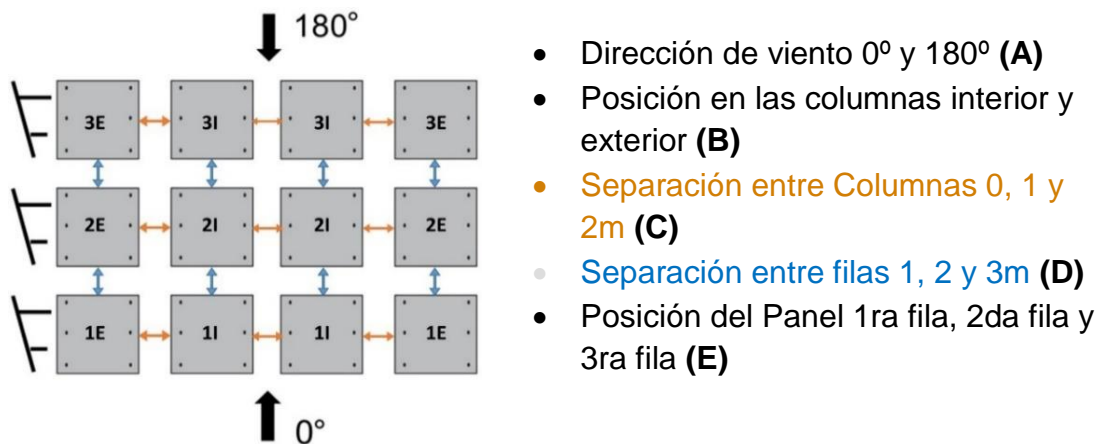 180°
3E 3I 3I 3E
2E 2I 2I 2E
1E 1I 1I 1E
0°
• Dirección de viento 0º y 180º (A)
• Posición en las columnas interior y
exterior (B)
• Separación entre Columnas 0, 1 y
2m (C)
• Separación entre filas 1, 2 y 3m (D)
• Posición del Panel 1ra fila, 2da fila y
3ra fila (E)